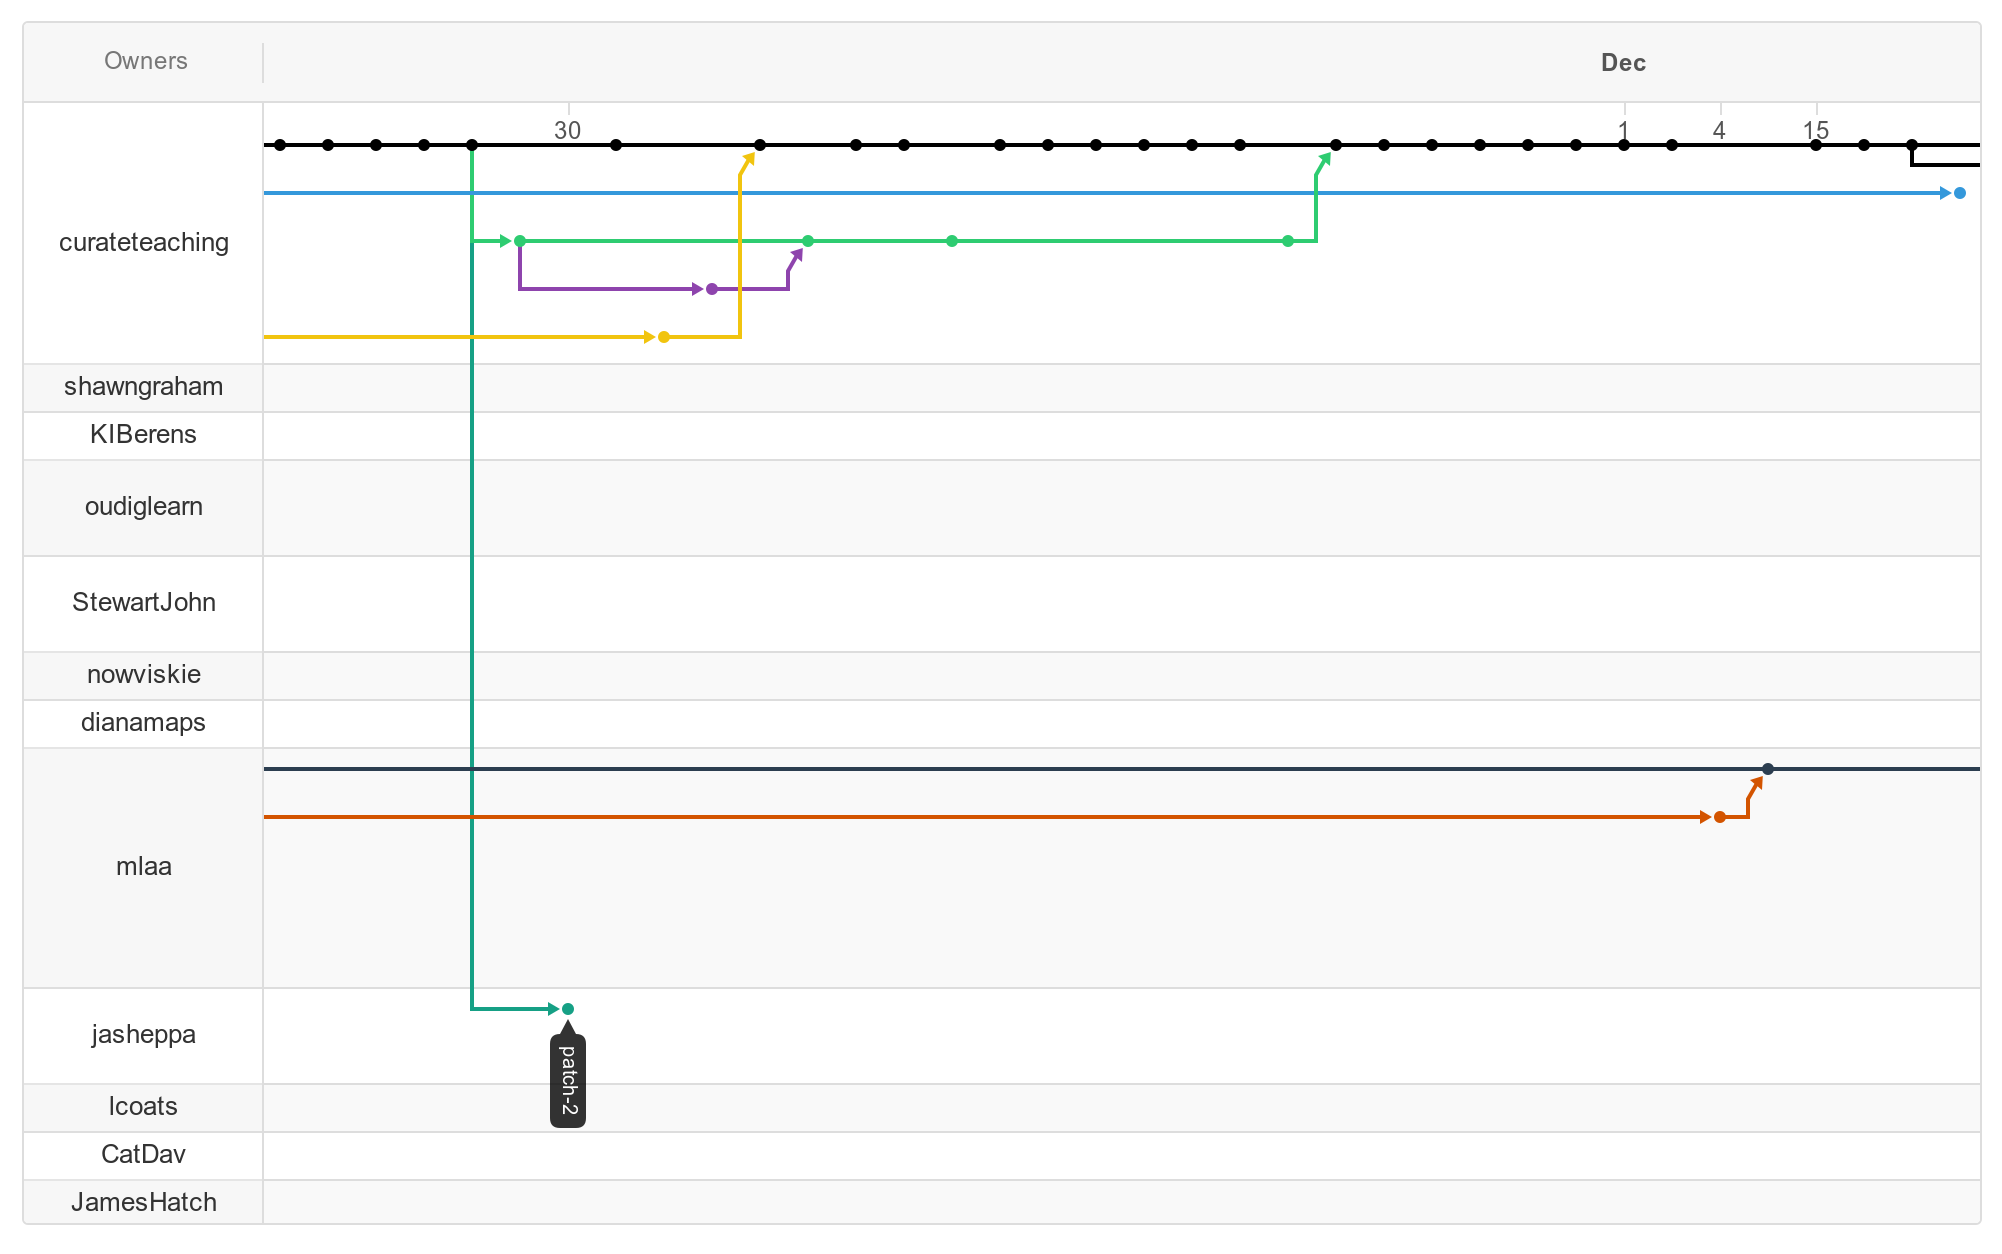 Owners
Dec
30
1
4
15
curateteaching
shawngraham
KIBerens
oudiglearn
StewartJohn
nowviskie
dianamaps
mlaa
jasheppa
patch-2
lcoats
CatDav
JamesHatch